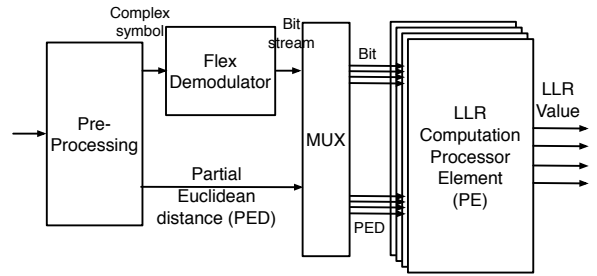 Complex
symbol
Bit
stream
Flex
Demodulator
Pre-
Processing
Partial
Euclidean
distance (PED)
MUX
Bit
PED
LLR
Computation
Processor
Element
(PE)
LLR
Value